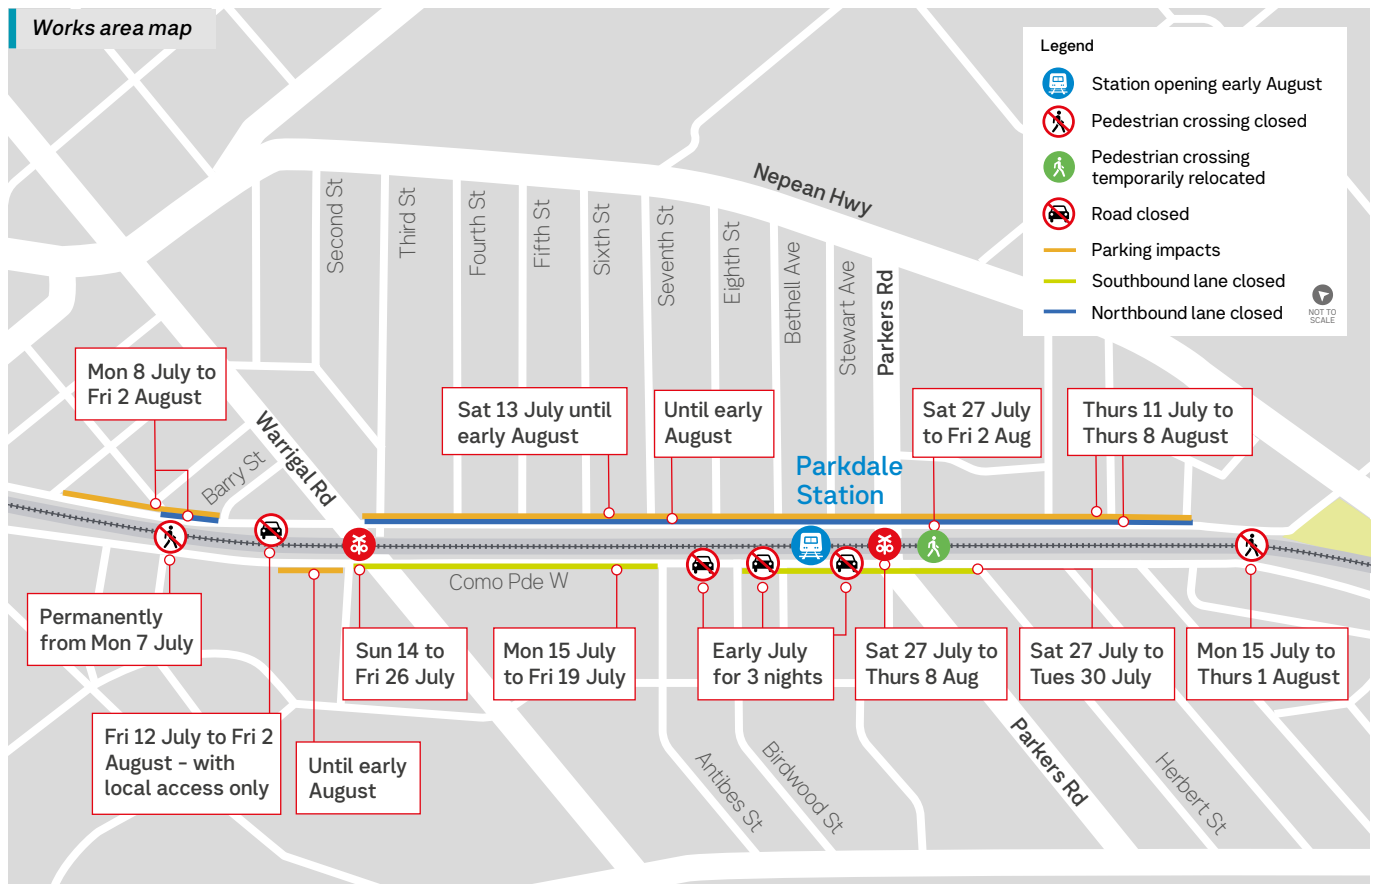 Works area map
Legend
Station opening early August
Pedestrian crossing closed
Pedestrian crossing
temporarily relocated
Road closed
Parking impacts
Southbound lane closed
Northbound lane closed
NOT TO
SCALE
Nepean Hwy
Second St
Third St
Fourth St
Fifth St
Sixth St
Seventh St
Eighth St
Bethell Ave
Stewart Ave
Parkers Rd
Mon 8 July to
Fri 2 August
Warrigal Rd
Barry St
Sat 13 July until
early August
Until early
August
Sat 27 July
to Fri 2 Aug
Thurs 11 July to
Thurs 8 August
Parkdale
Station
Como Pde W
Permanently
from Mon 7 July
Sun 14 to
Fri 26 July
Mon 15 July
to Fri 19 July
Early July
for 3 nights
Sat 27 July to
Thurs 8 Aug
Sat 27 July to
Tues 30 July
Mon 15 July to
Thurs 1 August
Fri 12 July to Fri 2
August – with
local access only
Until early
August
Antibes St
Birdwood St
Parkers Rd
Herbert St